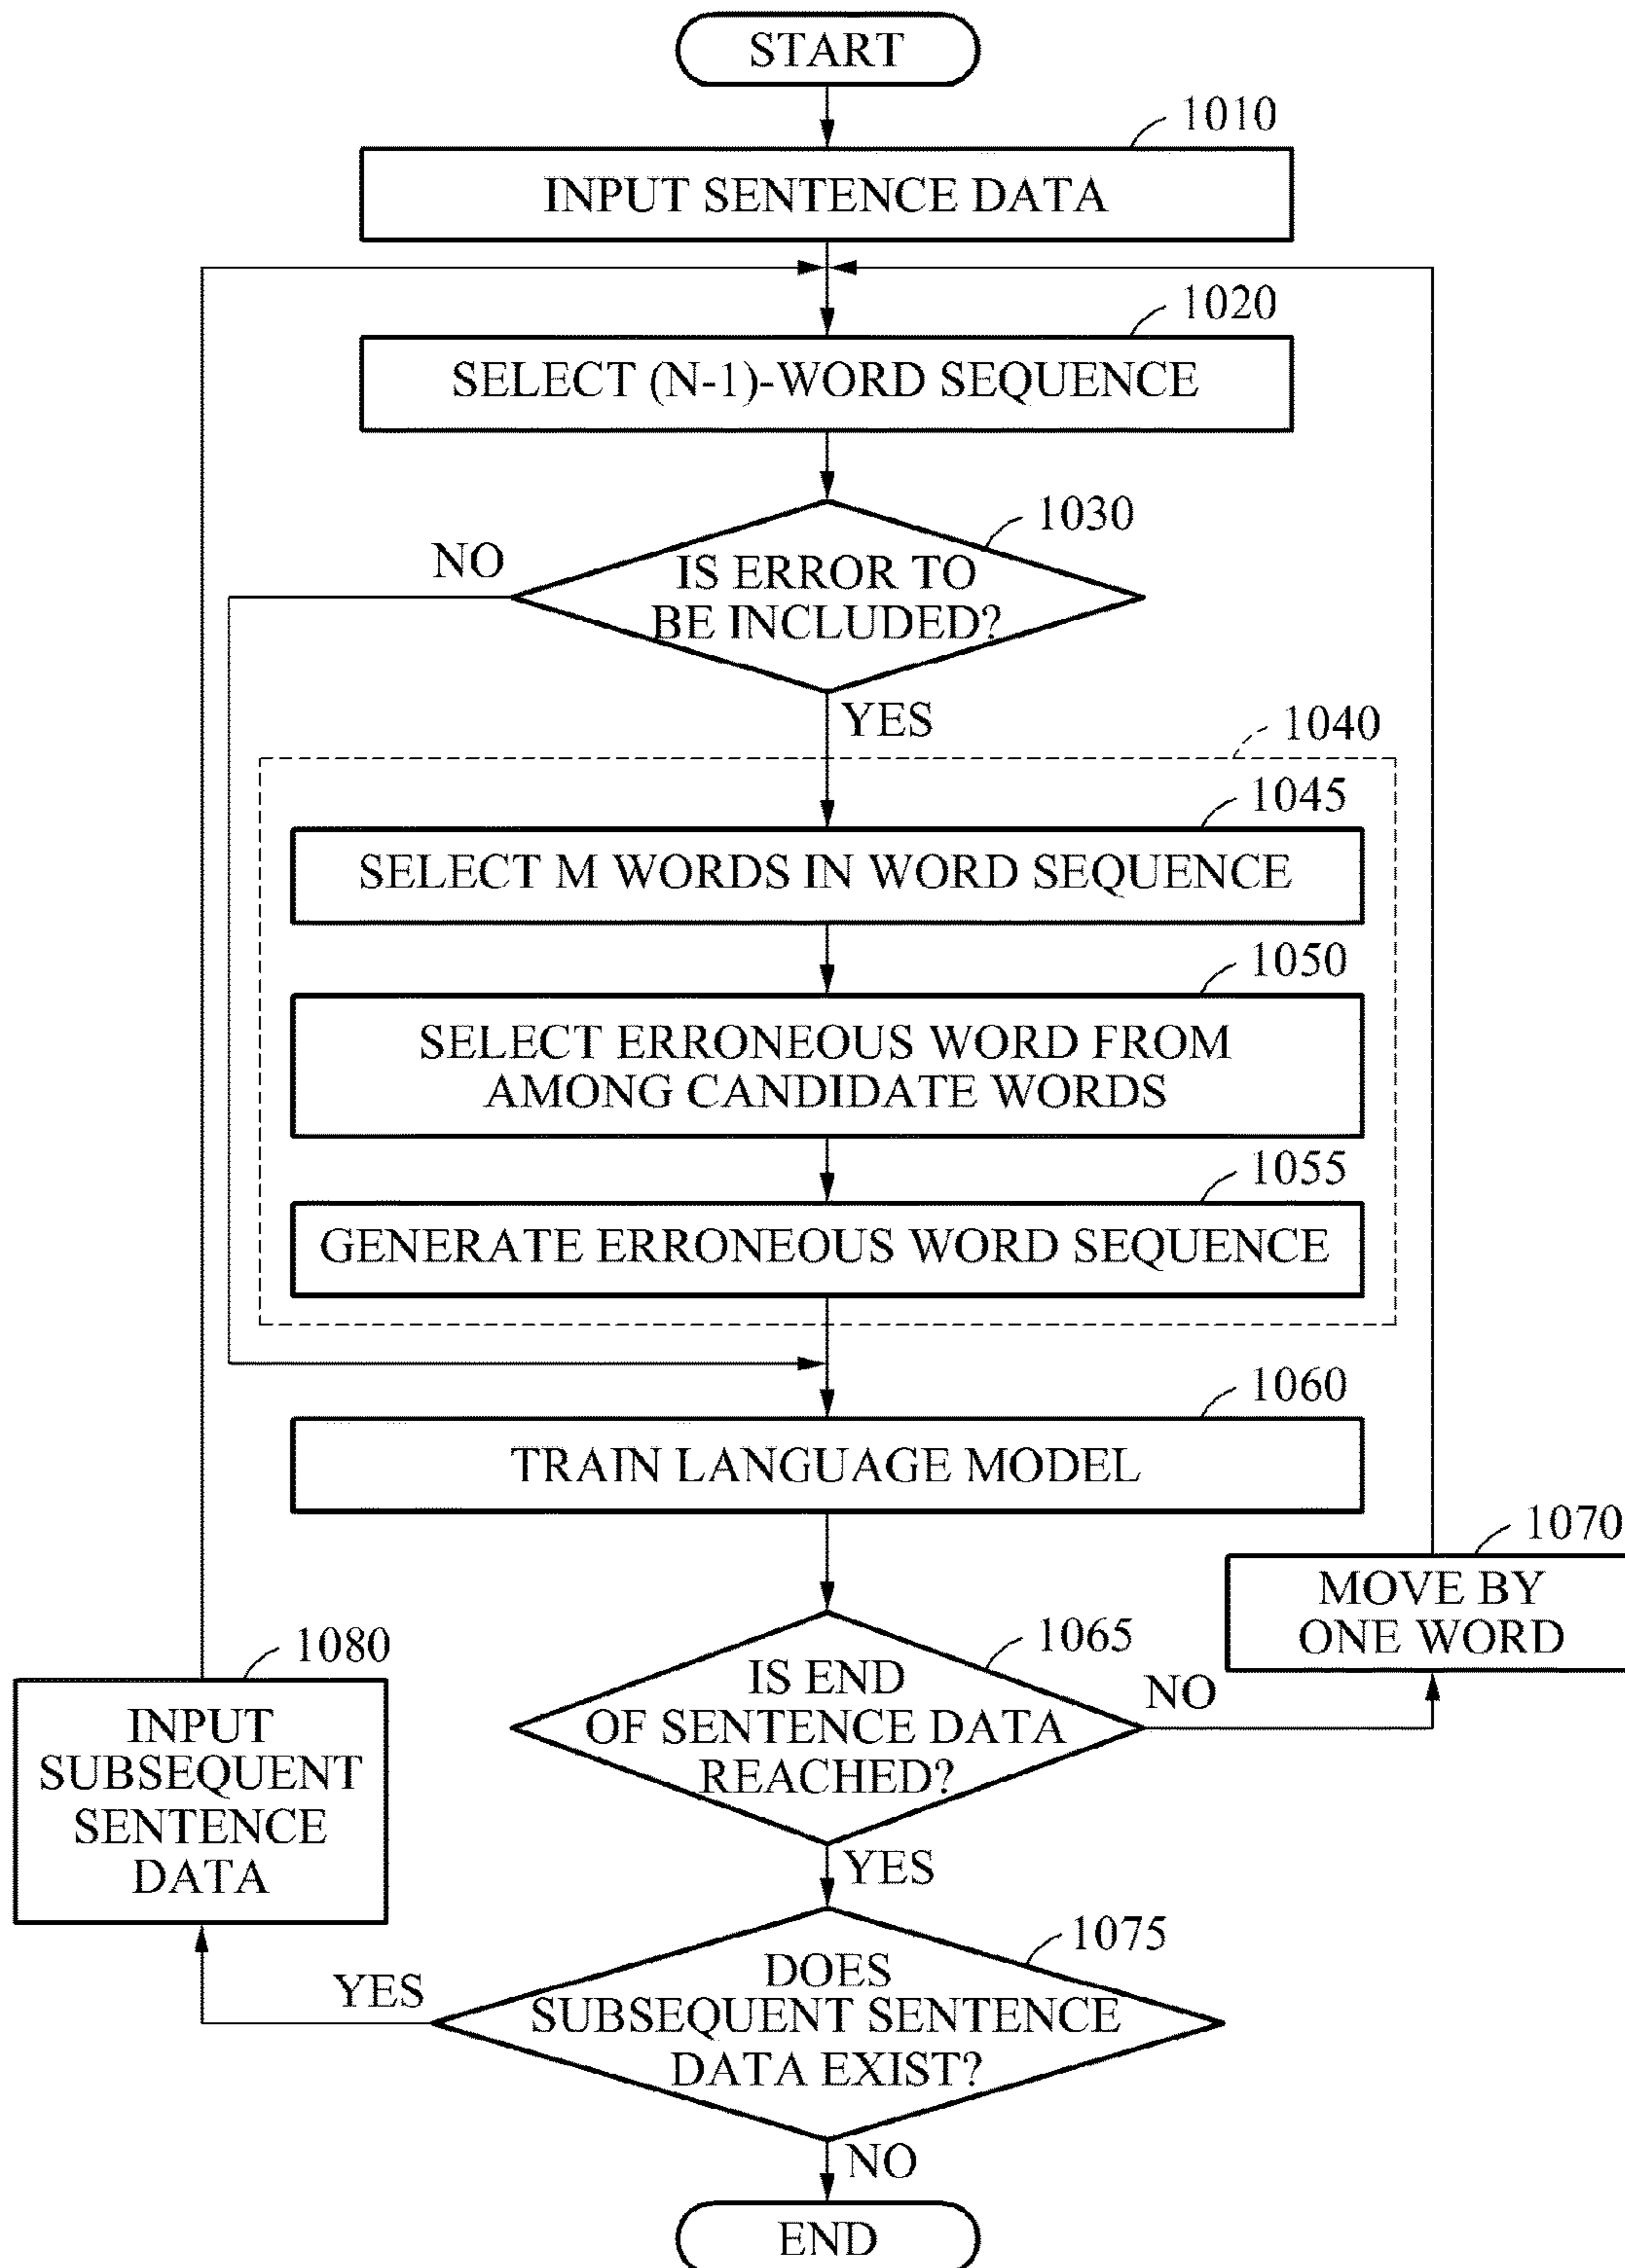 START
1010
INPUT SENTENCE DATA
1020
SELECT (N-1)-WORD SEQUENCE
1030
NO
IS ERROR TO
BE INCLUDED?
YES
1040
1045
SELECT M WORDS IN WORD SEQUENCE
1050
SELECT ERRONEOUS WORD FROM
AMONG CANDIDATE WORDS
1055
GENERATE ERRONEOUS WORD SEQUENCE
1060
TRAIN LANGUAGE MODEL
1070
MOVE BY
ONE WORD
1065
IS END
OF SENTENCE DATA
REACHED?
NO
1080
INPUT
SUBSEQUENT
SENTENCE
DATA
YES
1075
DOES
SUBSEQUENT SENTENCE
DATA EXIST?
YES
NO
END